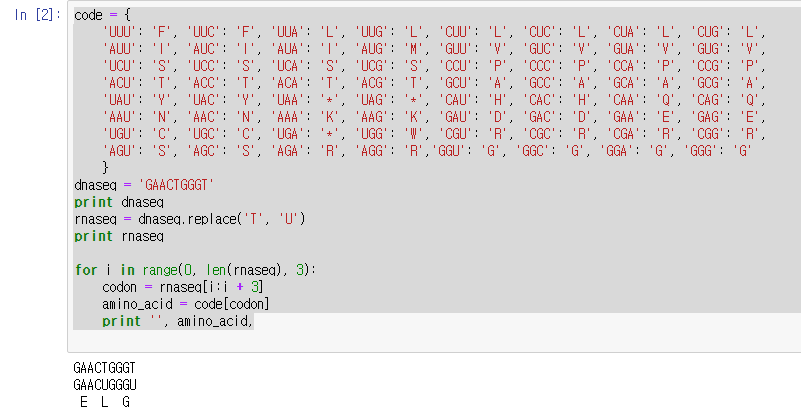 In [2]: code = {
'UUU': 'F', 'UUC': 'F', 'UUA': 'L', 'UUG': 'L', 'CUU': 'L', 'CUC': 'L', 'CUA': 'L', 'CUG': 'L',
'AUU': 'I', 'AUC': 'I', 'AUA': 'I', 'AUG': 'M', 'GUU': 'V', 'GUC': 'V', 'GUA': 'V', 'GUG': 'V',
'UCU': 'S', 'UCC': 'S', 'UCA': 'S', 'UCG': 'S', 'CCU': 'P', 'CCC': 'P', 'CCA': 'P', 'CCG': 'P',
'ACU': 'T', 'ACC': 'T', 'ACA': 'T', 'ACG': 'T', 'GCU': 'A', 'GCC': 'A', 'GCA': 'A', 'GCG': 'A',
'UAU': 'Y', 'UAC': 'Y', 'UAA': '*', 'UAG': '*', 'CAU': 'H', 'CAC': 'H', 'CAA': 'Q', 'CAG': 'Q',
'AAU': 'N', 'AAC': 'N', 'AAA': 'K', 'AAG': 'K', 'GAU': 'D', 'GAC': 'D', 'GAA': 'E', 'GAG': 'E',
'UGU': 'C', 'UGC': 'C', 'UGA': '*', 'UGG': 'W', 'CGU': 'R', 'CGC': 'R', 'CGA': 'R', 'CGG': 'R',
'AGU': 'S', 'AGC': 'S', 'AGA': 'R', 'AGG': 'R','GGU': 'G', 'GGC': 'G', 'GGA': 'G', 'GGG': 'G'
}
dnaseq = 'GAACTGGGT'
print dnaseq
rnaseq = dnaseq.replace('T', 'U')
print rnaseq
for i in range(0, len(rnaseq), 3):
codon = rnaseq[i:i + 3]
amino_acid = code[codon]
print '', amino_acid,
GAACTGGGT
GAACUGGGU
E L G